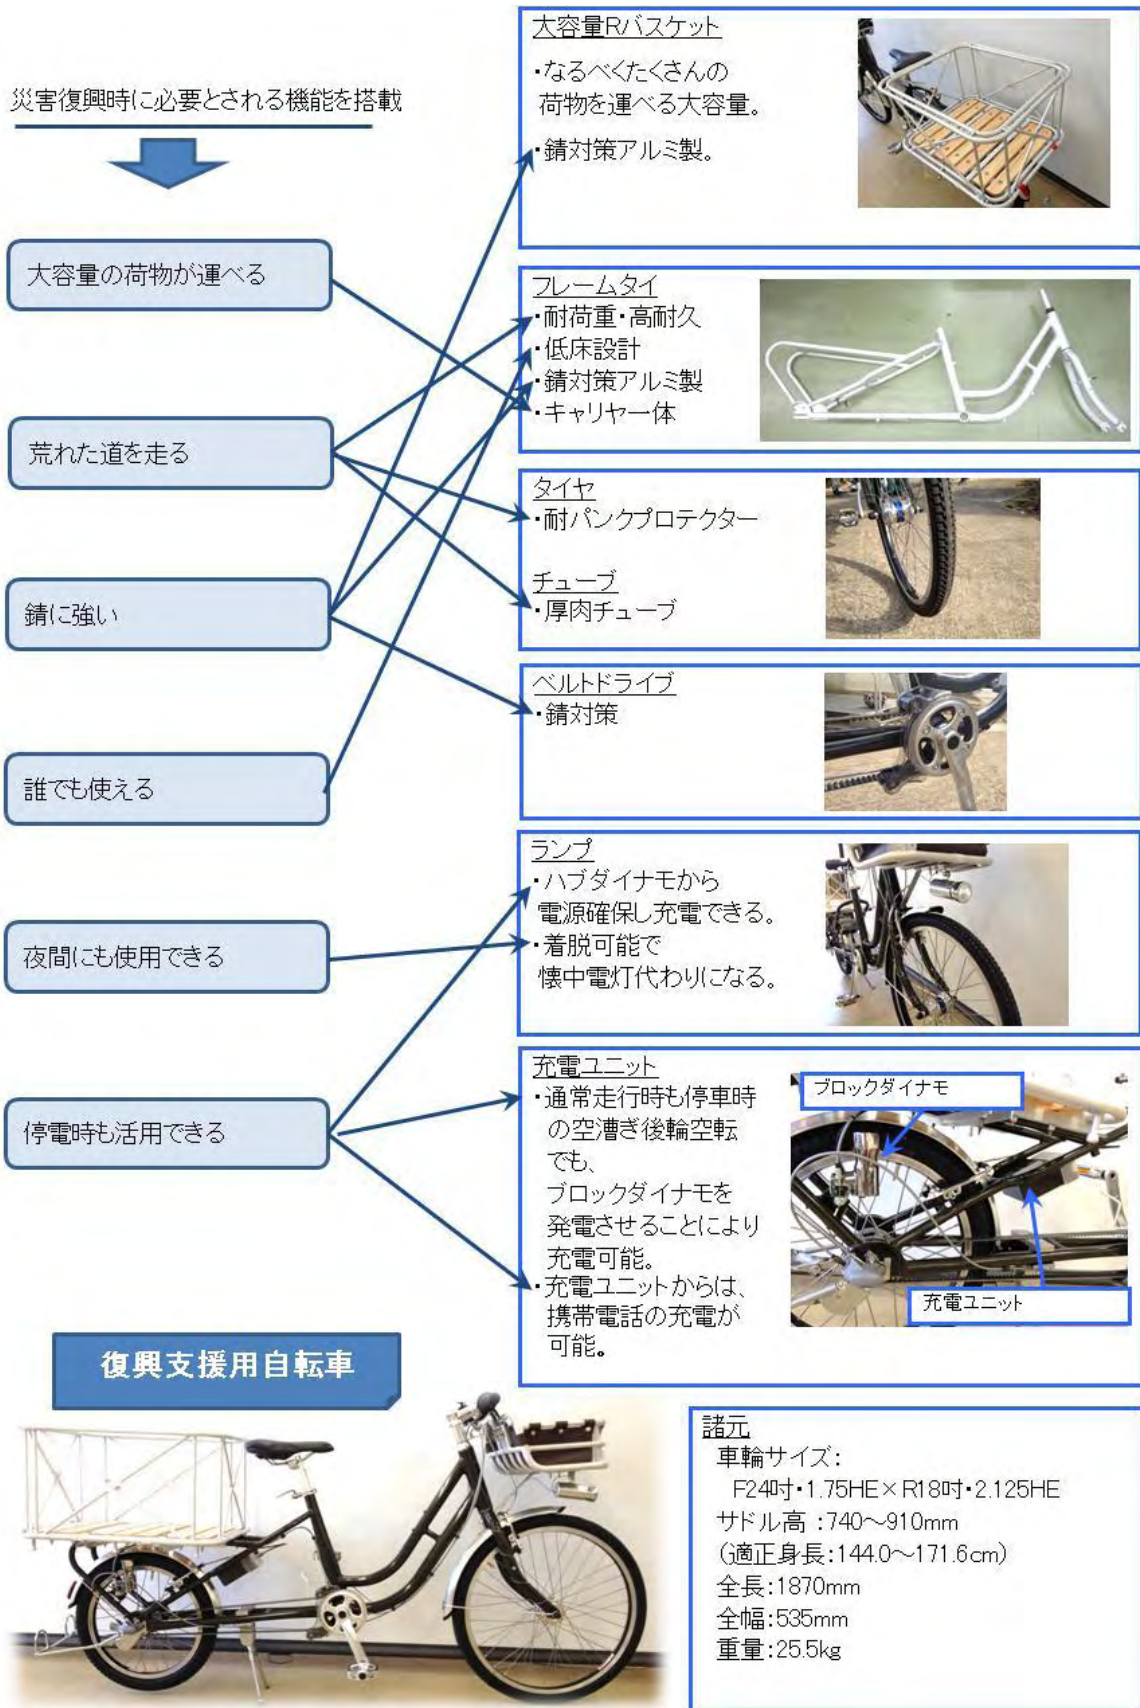 災害復興時に必要とされる機能を搭載
大容量の荷物が運べる
荒れた道を走る
錆に強い
誰でも使える
夜間にも使用できる
停電時も活用できる
大容量Rバスケット
・なるべくたくさんの
荷物を運べる大容量。
・錆対策アルミ製。
フレームタイ
・耐荷重・高耐久
・低床設計
・錆対策アルミ製
・キャリヤ一体
タイヤ
・耐パンクプロテクター
チューブ
・厚肉チューブ
ベルトドライブ
・錆対策
ランプ
・ハブダイナモから
電源確保し充電できる。
・着脱可能で
懐中電灯代わりになる。
充電ユニット
・通常走行時も停車時
の空漕ぎ後輪空転
でも、
ブロックダイナモを
発電させることにより
充電可能。
・充電ユニットからは、
携帯電話の充電が
可能。
ブロックダイナモ
充電ユニット
復興支援用自転車
諸元
車輪サイズ:
F24吋・1.75HE×R18吋・2.125HE
サドル高:740～910mm
(適正身長:144.0～171.6cm)
全長:1870mm
全幅:535mm
重量:25.5kg